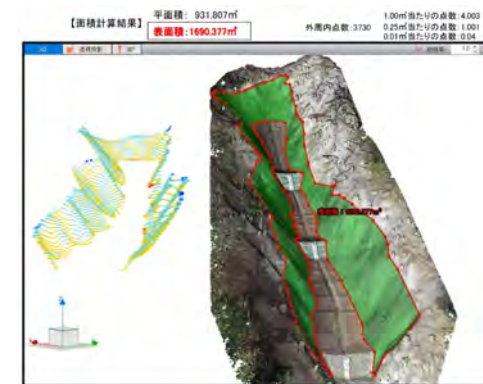 【面積計算結果】
平面積: 931.807㎡
表面積:1690.377㎡
外周内点数:3730
1.00㎡当たりの点数:4.003
0.25㎡当たりの点数:1.001
0.01㎡当たりの点数:0.04
3D